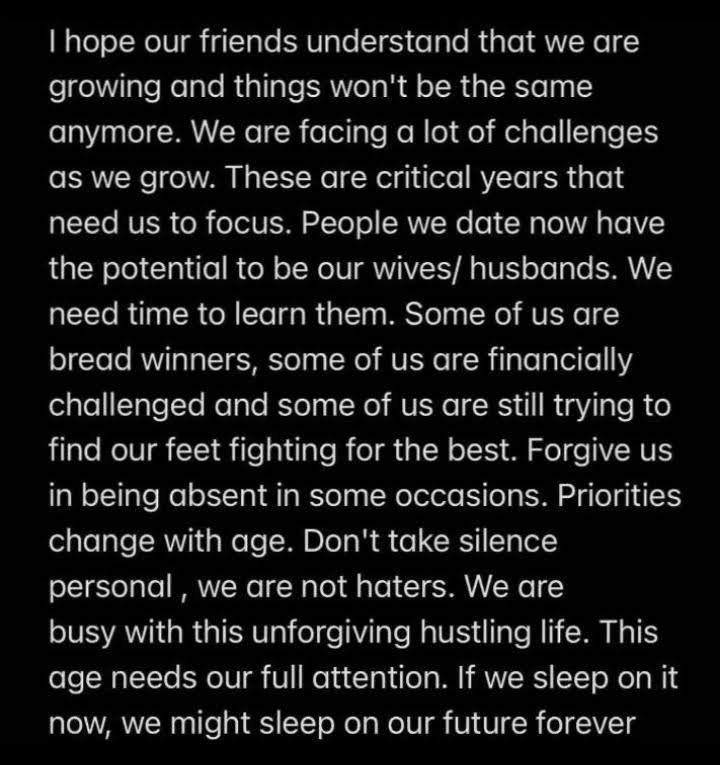 I hope our friends understand that we are
growing and things won't be the same
anymore. We are facing a lot of challenges
as we grow. These are critical years that
need us to focus. People we date now have
the potential to be our wives/ husbands. We
need time to learn them. Some of us are
bread winners, some of us are financially
challenged and some of us are still trying to
find our feet fighting for the best. Forgive us
in being absent in some occasions. Priorities
change with age. Don't take silence
personal , we are not haters. We are
busy with this unforgiving hustling life. This
age needs our full attention. If we sleep on it
now, we might sleep on our future forever